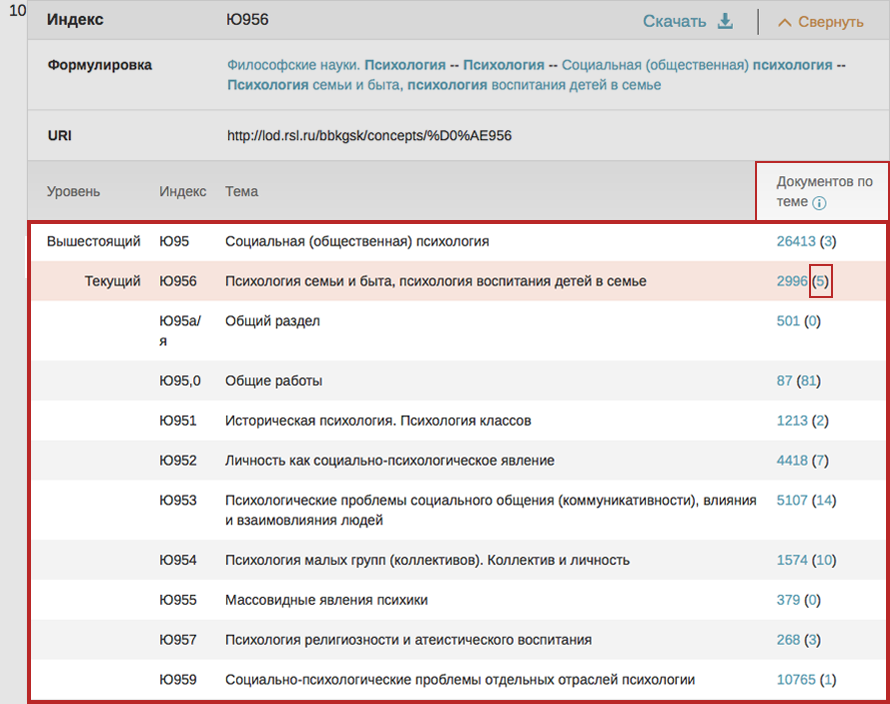 10
Индекс Ю956 Скачать Свернуть
Формулировка Философские науки. Психология -- Психология -- Социальная (общественная) психология --
Психология семьи и быта, психология воспитания детей в семье
URI http://lod.rsl.ru/bbkgsk/concepts/%D0%AE956
Уровень Индекс Тема Документов по
теме
Вышестоящий Ю95 Социальная (общественная) психология 26413 (3)
Текущий Ю956 Психология семьи и быта, психология воспитания детей в семье 2996 (5)
Ю95а/ Общий раздел 501 (0)
я
Ю95,0 Общие работы 87 (81)
Ю951 Историческая психология. Психология классов 1213 (2)
Ю952 Личность как социально-психологическое явление 4418 (7)
Ю953 Психологические проблемы социального общения (коммуникативности), влияния 5107 (14)
и взаимовлияния людей
Ю954 Психология малых групп (коллективов). Коллектив и личность 1574 (10)
Ю955 Массовидные явления психики 379 (0)
Ю957 Психология религиозности и атеистического воспитания 268 (3)
Ю959 Социально-психологические проблемы отдельных отраслей психологии 10765 (1)